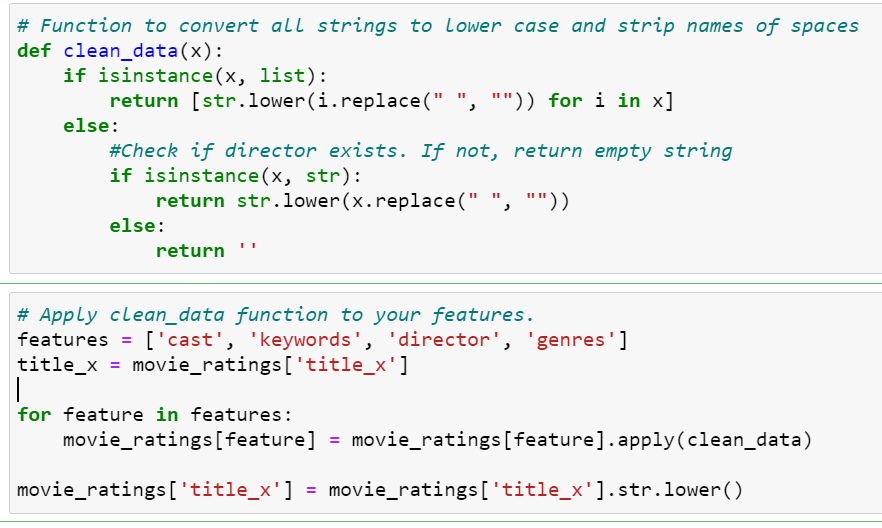 # Function to convert all strings to lower case and strip names of spaces
def clean_data(x):
    if isinstance(x, list):
        return [str.lower(i.replace(" ", "")) for i in x]
    else:
        #Check if director exists. If not, return empty string
        if isinstance(x, str):
            return str.lower(x.replace(" ", ""))
        else:
            return ''
# Apply clean_data function to your features.
features = ['cast', 'keywords', 'director', 'genres']
title_x = movie_ratings['title_x']
for feature in features:
    movie_ratings[feature] = movie_ratings[feature].apply(clean_data)
movie_ratings['title_x'] = movie_ratings['title_x'].str.lower()